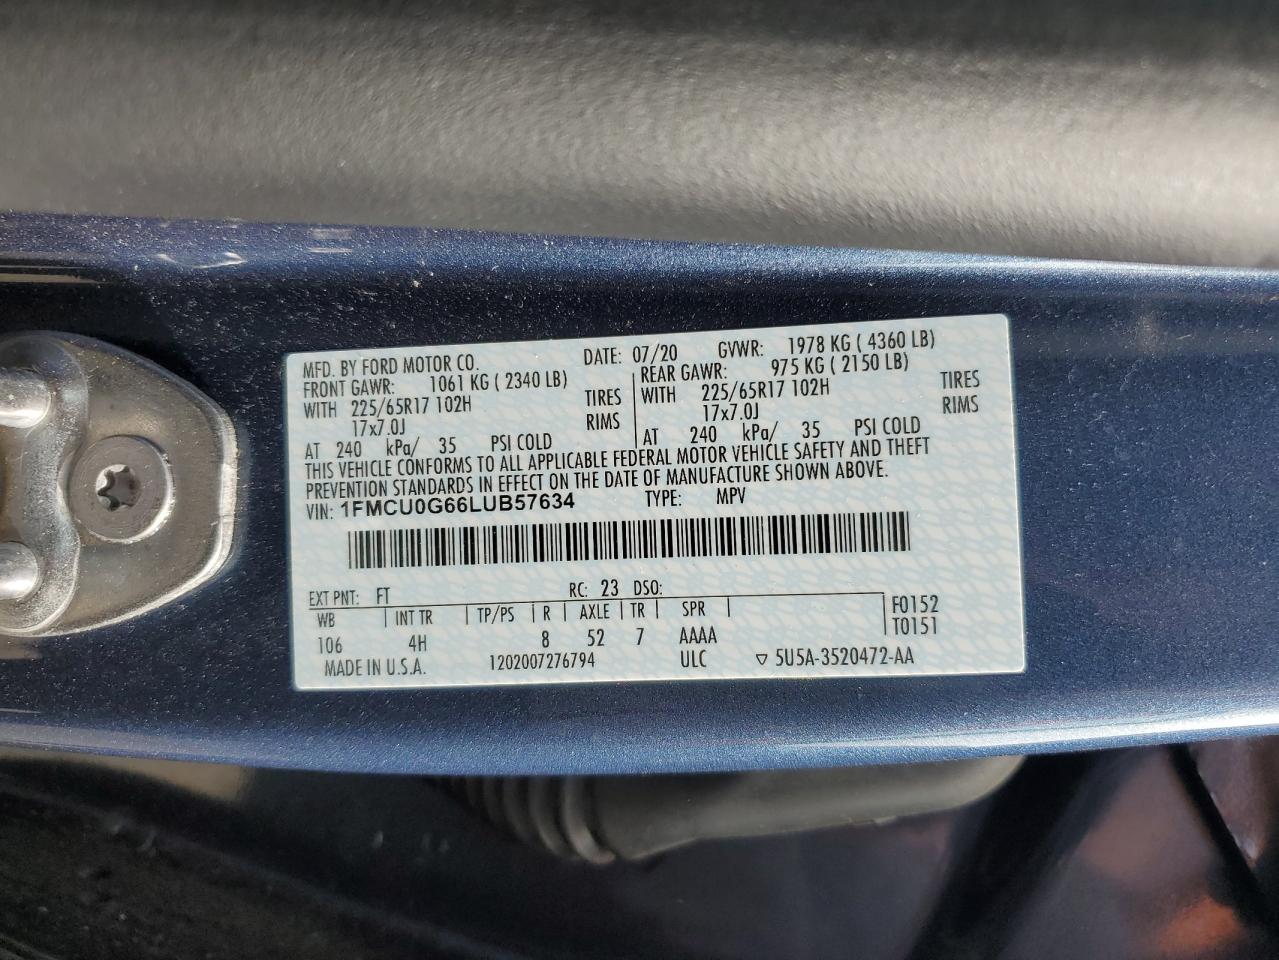 MFD. BY FORD MOTOR CO. DATE: 07/20 GVWR: 1978 KG ( 4360 LB)
FRONT GAWR: 1061 KG ( 2340 LB) REAR GAWR: 975 KG ( 2150 LB)
WITH 225/65R17 102H TIRES WITH 225/65R17 102H TIRES
17x7.0J RIMS 17x7.0J RIMS
AT 240 kPa/ 35 PSI COLD AT 240 kPa/ 35 PSI COLD
THIS VEHICLE CONFORMS TO ALL APPLICABLE FEDERAL MOTOR VEHICLE SAFETY AND THEFT
PREVENTION STANDARDS IN EFFECT ON THE DATE OF MANUFACTURE SHOWN ABOVE.
VIN: 1FMCU0G66LUB57634 TYPE: MPV
EXT PNT: FT RC: 23 DSO:
WB INT TR TP/PS R AXLE TR SPR F0152
T0151
106 4H 8 52 7 AAAA
MADE IN U.S.A. 1202007276794 ULC ▽ 5U5A-3520472-AA